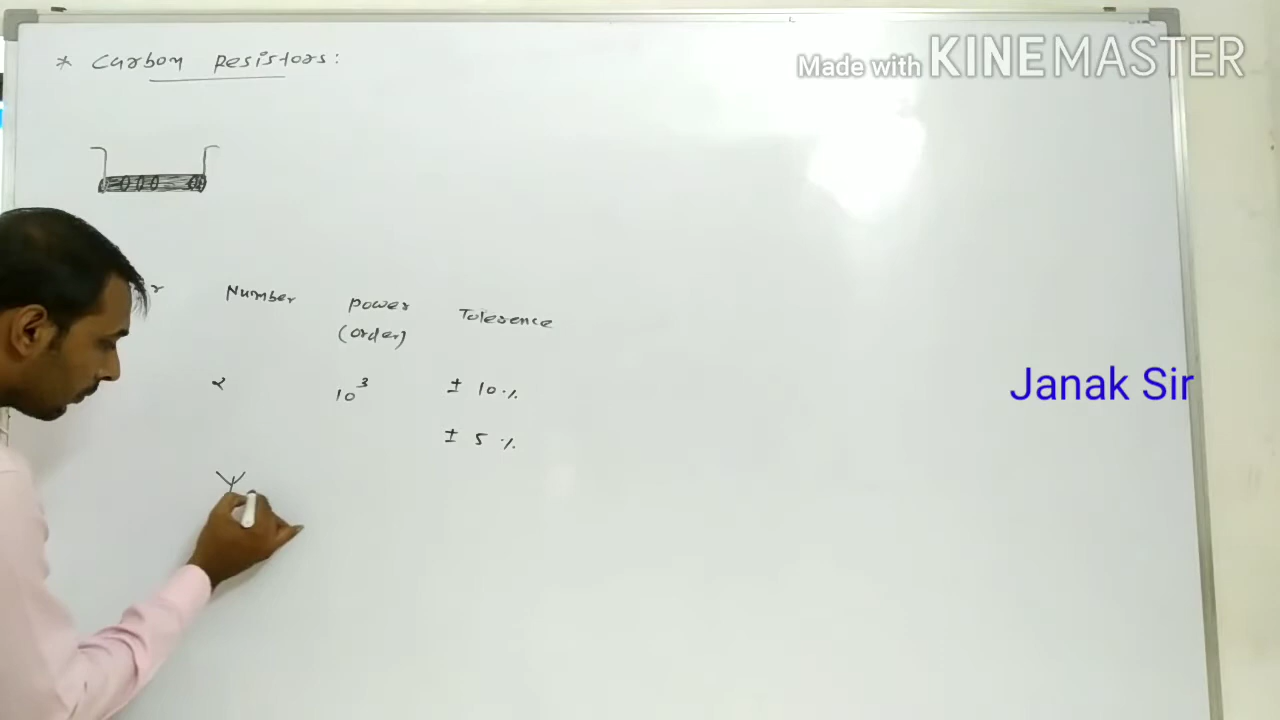 * Carbon Resistors:
Made with KINEMASTER
Number power Tolerence
(order)
2 10³ ± 10 %
± 5 %
Y
Janak Sir